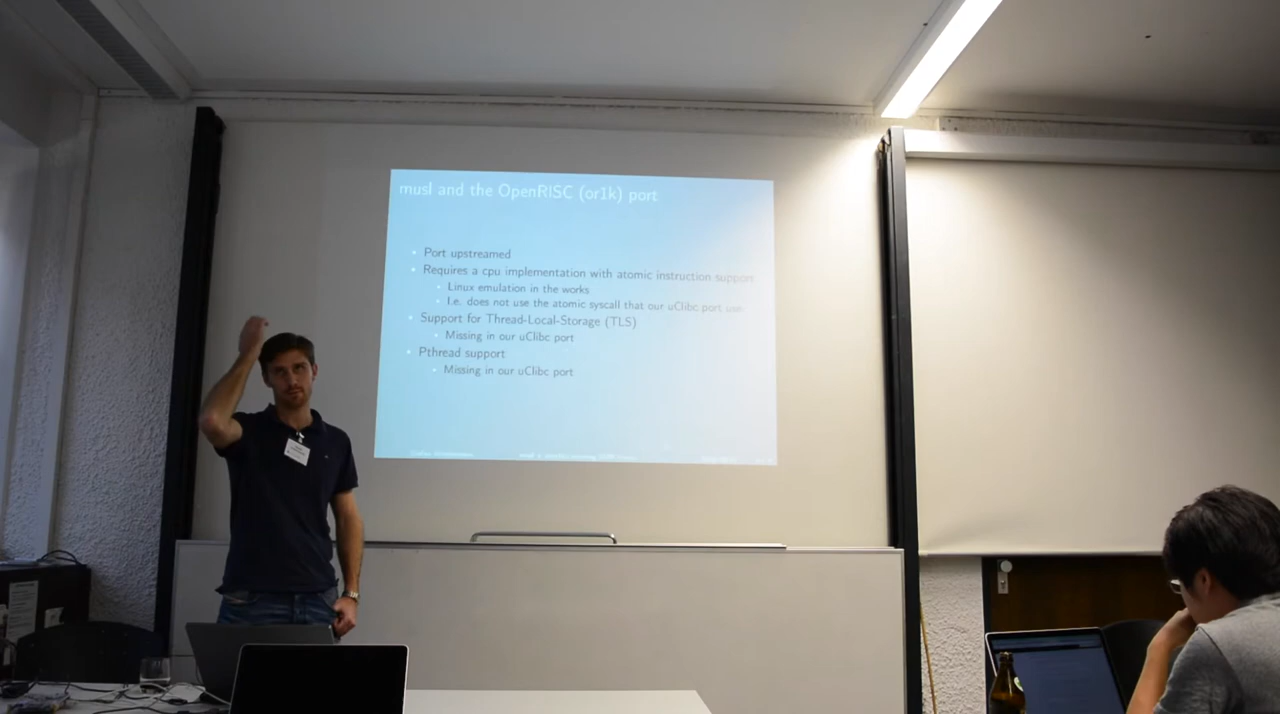 musl and the OpenRISC (or1k) port
Port upstreamed
Requires a cpu implementation with atomic instruction support
Linux emulation in the works
I.e. does not use the atomic syscall that our uClibc port use
Support for Thread-Local-Storage (TLS)
Missing in our uClibc port
Pthread support
Missing in our uClibc port